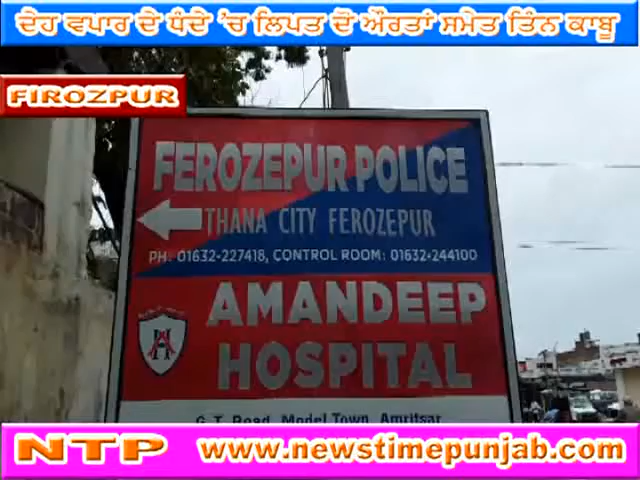 ਦੇਹ ਵਪਾਰ ਦੇ ਧੰਦੇ 'ਚ ਲਿਪਤ ਦੋ ਔਰਤਾਂ ਸਮੇਤ ਤਿੰਨ ਕਾਬੂ
FIROZPUR
FEROZEPUR POLICE
THANA CITY FEROZEPUR
PH: 01632-227418, CONTROL ROOM: 01632-244100
AMANDEEP
HOSPITAL
G.T. Road, Model Town, Amritsar
NTP www.newstimepunjab.com